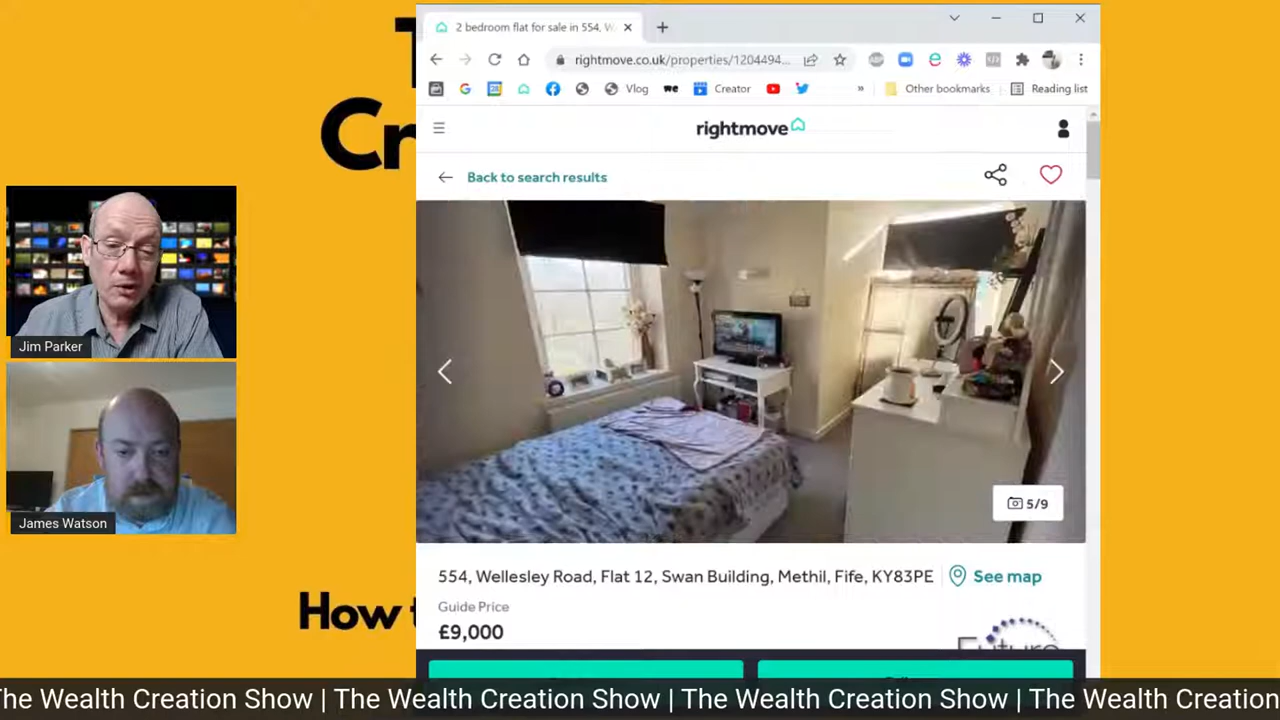 T
Cr
How t
2 bedroom flat for sale in 554, W
rightmove.co.uk/properties/1204494...
Vlog
Creator
»
Other bookmarks
Reading list
rightmove
Back to search results
5/9
554, Wellesley Road, Flat 12, Swan Building, Methil, Fife, KY83PE
See map
Guide Price
£9,000
Jim Parker
James Watson
The Wealth Creation Show | The Wealth Creation Show | The Wealth Creation Show | The Wealth Creation